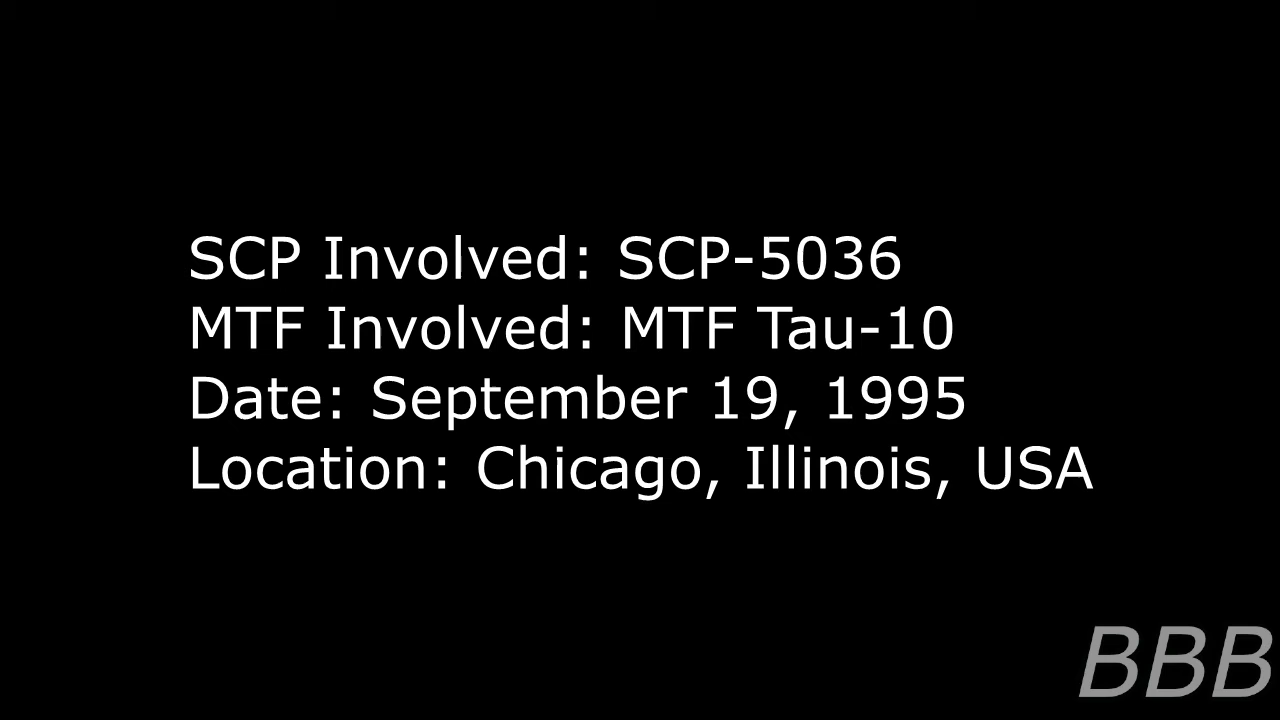 SCP Involved: SCP-5036
MTF Involved: MTF Tau-10
Date: September 19, 1995
Location: Chicago, Illinois, USA
BBB